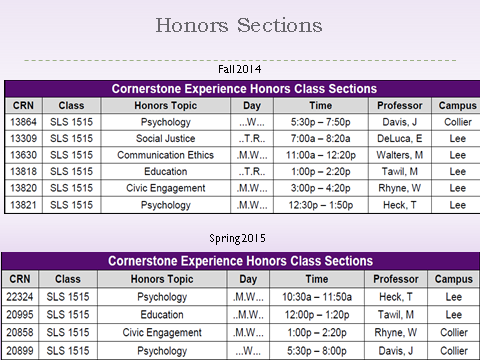 Honors Sections
Fall2014
Cornerstone Experience Honors Class Sections
CRN Class Honors Topic Day Time Professor Campus
13864 SLS 1515 Psychology ...W... 5:30p – 7:50p Davis, J Collier
13309 SLS 1515 Social Justice ..T.R.. 7:00a – 8:20a DeLuca, E Lee
13630 SLS 1515 Communication Ethics .M.W... 11:00a – 12:20p Walters, M Lee
13818 SLS 1515 Education ..T.R.. 1:00p – 2:20p Tawil, M Lee
13820 SLS 1515 Civic Engagement .M.W... 3:00p – 4:20p Rhyne, W Lee
13821 SLS 1515 Psychology .M.W... 12:30p – 1:50p Heck, T Lee
Spring2015
Cornerstone Experience Honors Class Sections
CRN Class Honors Topic Day Time Professor Campus
22324 SLS 1515 Psychology .M.W... 10:30a – 11:50a Heck, T Lee
20995 SLS 1515 Education ..M.W.. 12:00p – 1:20p Tawil, M Lee
20858 SLS 1515 Civic Engagement .M.W... 1:00p – 2:20p Rhyne, W Collier
20899 SLS 1515 Psychology ...W... 5:30p – 8:00p Davis, J Collier